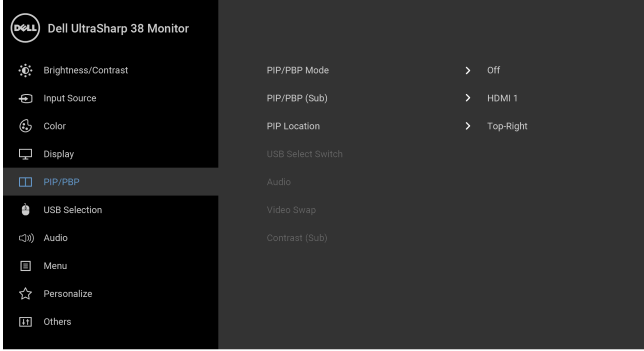 DELL Dell UltraSharp 38 Monitor
Brightness/Contrast
Input Source
Color
Display
PIP/PBP
USB Selection
Audio
Menu
Personalize
Others
PIP/PBP Mode > Off
PIP/PBP (Sub) > HDMI 1
PIP Location > Top-Right
USB Select Switch
Audio
Video Swap
Contrast (Sub)